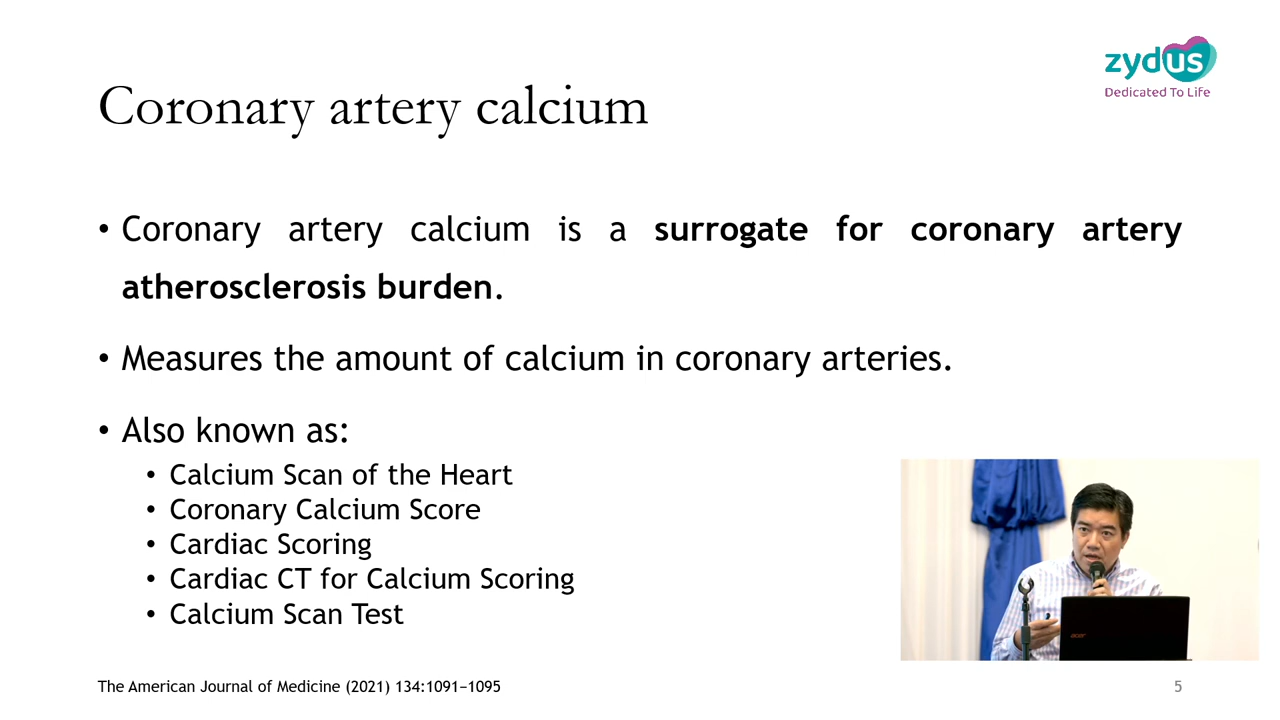 zydus
Dedicated To Life
Coronary artery calcium
• Coronary artery calcium is a surrogate for coronary artery
atherosclerosis burden.
• Measures the amount of calcium in coronary arteries.
• Also known as:
• Calcium Scan of the Heart
• Coronary Calcium Score
• Cardiac Scoring
• Cardiac CT for Calcium Scoring
• Calcium Scan Test
acer
The American Journal of Medicine (2021) 134:1091–1095
5